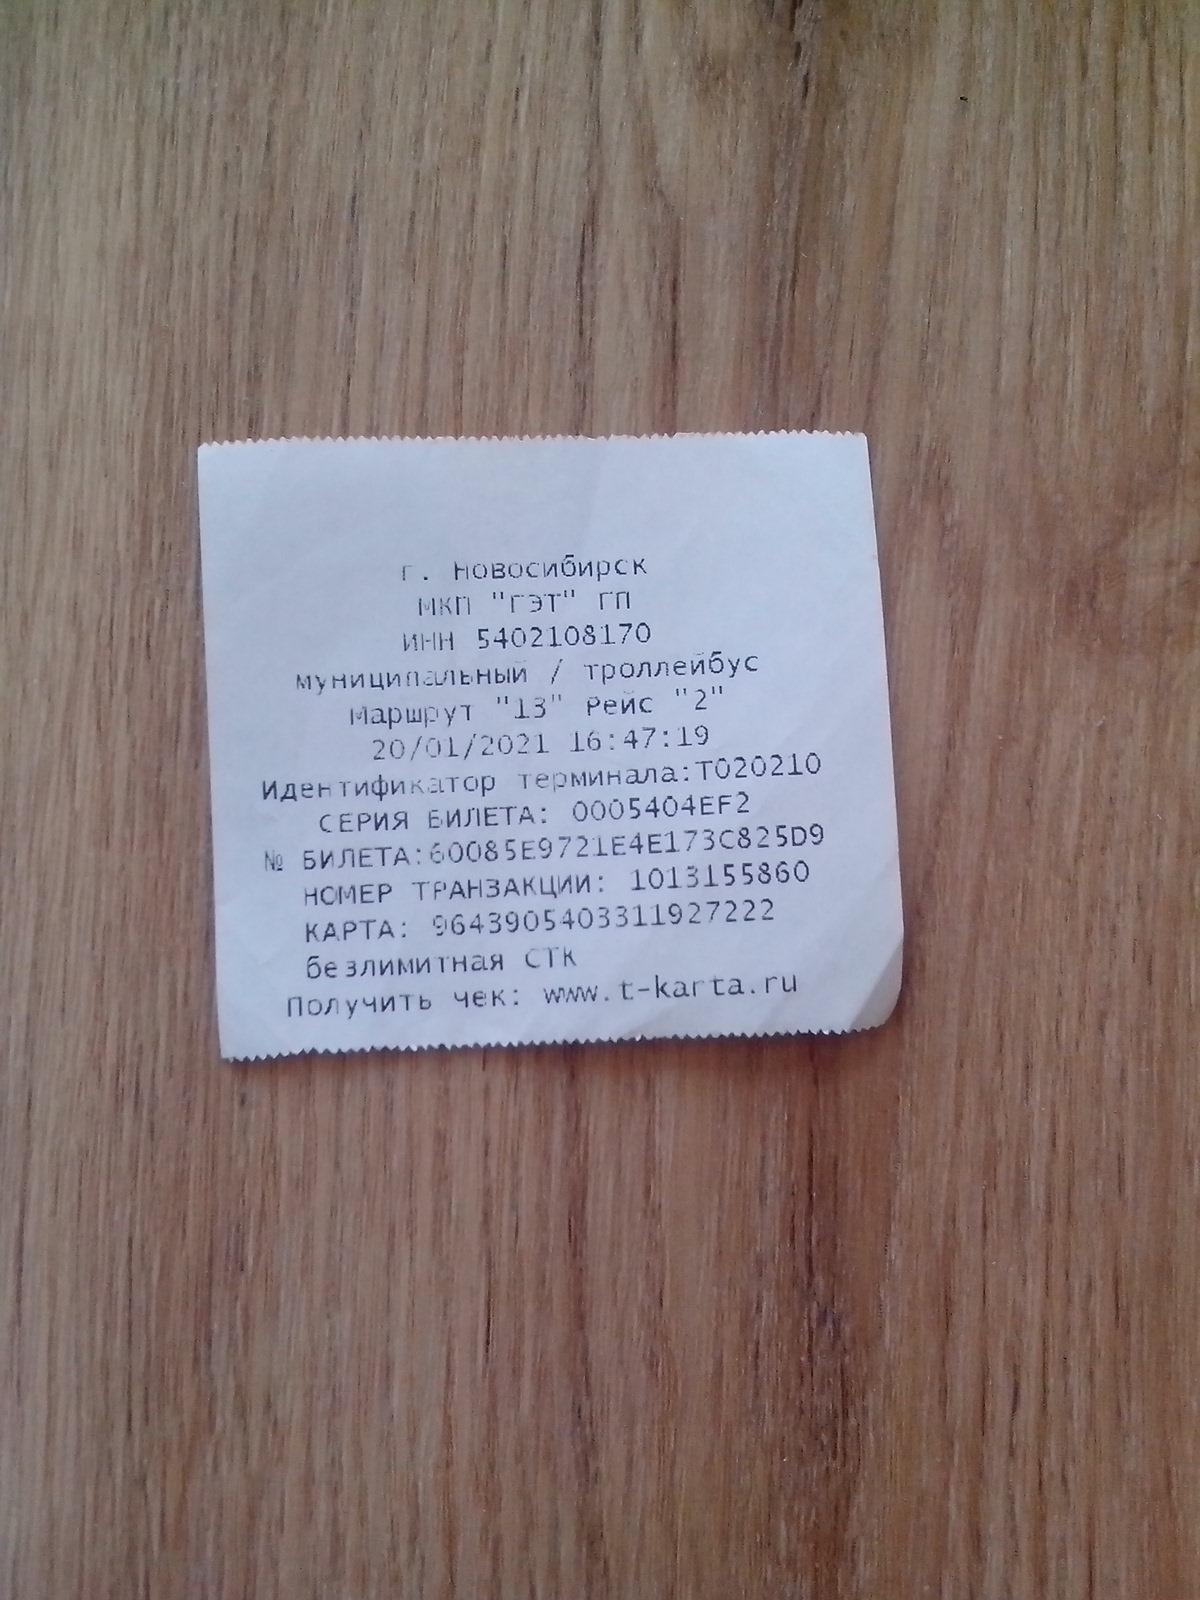 г. Новосибирск
МКП "ГЭТ" ГП
ИНН 5402108170
муниципальный / троллейбус
Маршрут "13" Рейс "2"
20/01/2021 16:47:19
Идентификатор терминала:T020210
СЕРИЯ БИЛЕТА: 0005404EF2
№ БИЛЕТА:60085E9721E4E173C825D9
НОМЕР ТРАНЗАКЦИИ: 1013155860
КАРТА: 9643905403311927222
безлимитная СТК
Получить чек: www.t-karta.ru